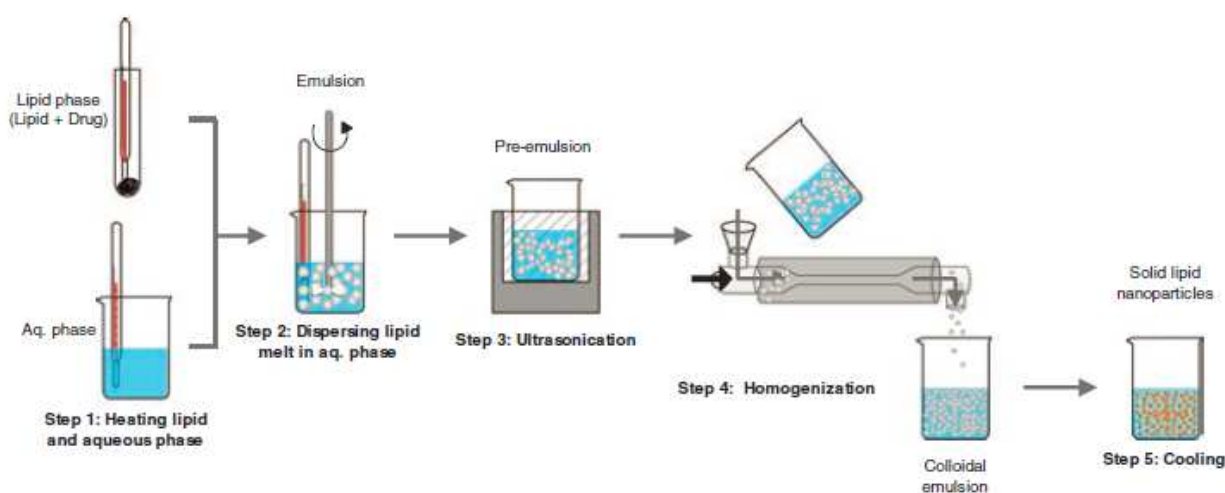 Lipid phase
(Lipid + Drug)
Aq. phase
Step 1: Heating lipid
and aqueous phase
Emulsion
Step 2: Dispersing lipid
melt in aq. phase
Pre-emulsion
Step 3: Ultrasonication
Step 4: Homogenization
Colloidal
emulsion
Solid lipid
nanoparticles
Step 5: Cooling